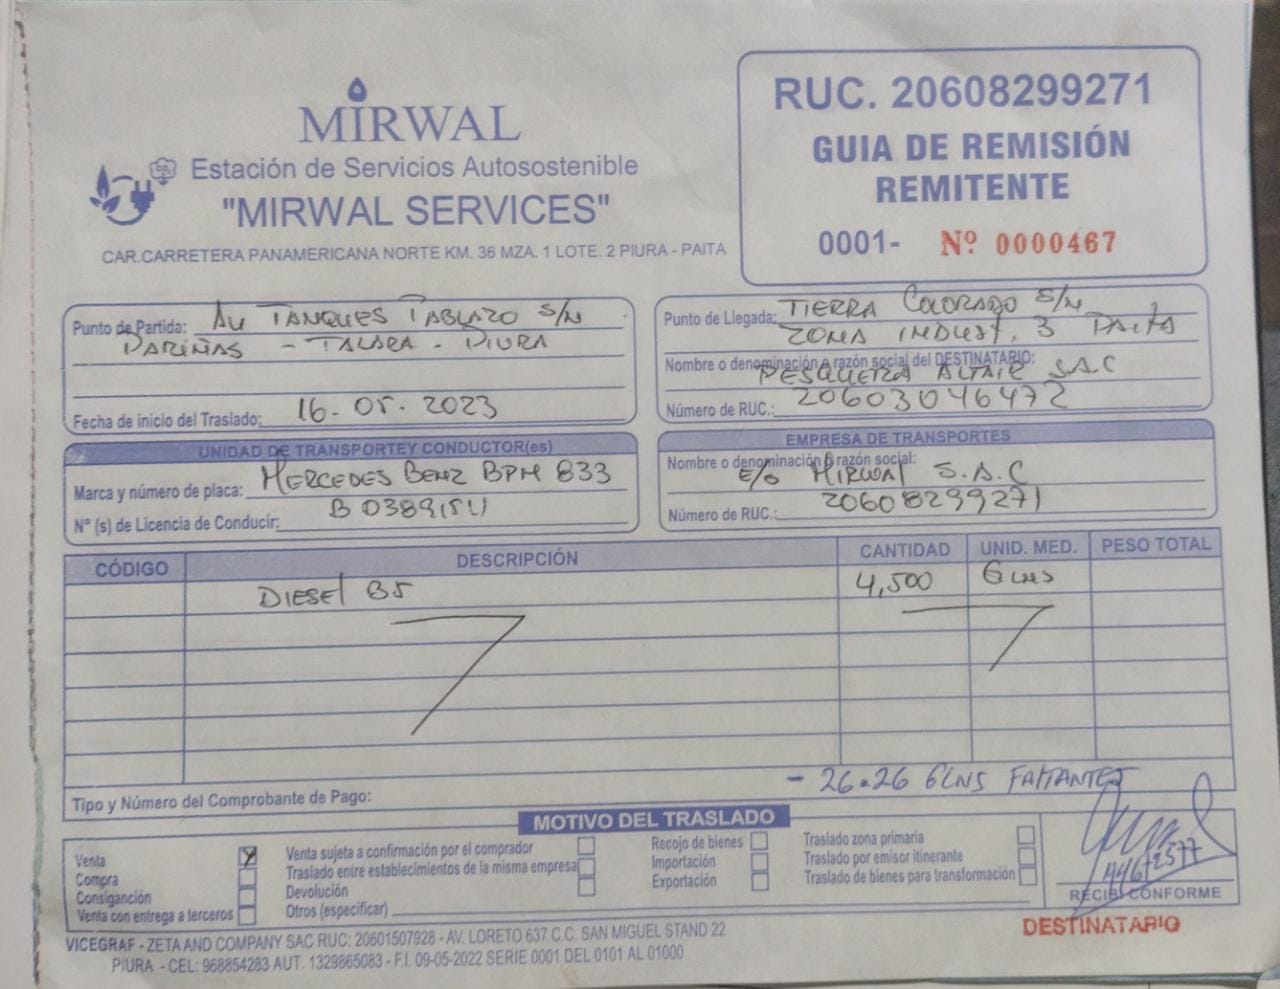 MIRWAL
Estación de Servicios Autosostenible
"MIRWAL SERVICES"
CAR.CARRETERA PANAMERICANA NORTE KM. 36 MZA. 1 LOTE. 2 PIURA - PAITA
RUC. 20608299271
GUIA DE REMISIÓN
REMITENTE
0001- Nº 0000467
Punto de Partida: AV TANQUES TABLAZO S/N
PARIÑAS - TALARA - PIURA
Fecha de inicio del Traslado: 16-05-2023
Punto de Llegada: TIERRA COLORADO S/N
ZONA INDUST. 3 PAITA
Nombre o denominación o razón social del DESTINATARIO:
PESQUERA ALTAIR S.A.C
Número de RUC.: 20603046472
UNIDAD DE TRANSPORTEY CONDUCTOR(es)
Marca y número de placa: MERCEDES BENZ BPM 833
Nº (s) de Licencia de Conducir:
EMPRESA DE TRANSPORTES
Nombre o denominación o razón social:
E/S MIRWAL S.A.C
Número de RUC.: 20608299271
CÓDIGO DESCRIPCIÓN CANTIDAD UNID. MED. PESO TOTAL
DIESEL B5 4,500 GLNS
- 26.26 GLNS FALTANTES
Tipo y Número del Comprobante de Pago:
MOTIVO DEL TRASLADO
Venta
Compra
Consiganción
Venta con entrega a terceros
Venta sujeta a confirmación por el comprador
Traslado entre establecimientos de la misma empresa
Devolución
Otros (especificar)
Recojo de bienes
Importación
Exportación
Traslado zona primaria
Traslado por emisor itinerante
Traslado de bienes para transformación
44672577
RECIBI CONFORME
DESTINATARIO
VICEGRAF - ZETA AND COMPANY SAC RUC: 20601507928 - AV. LORETO 637 C.C. SAN MIGUEL STAND 22
PIURA - CEL: 968854283 AUT. 1329865083 - F.I. 09-05-2022 SERIE 0001 DEL 0101 AL 01000